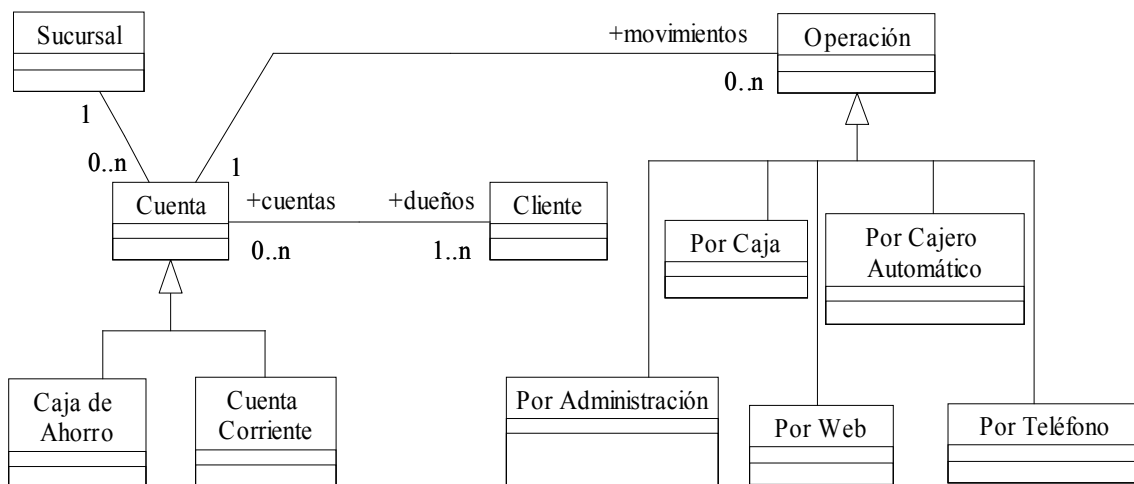 Sucursal
+movimientos
Operación
0..n
1
0..n
1
Cuenta
+cuentas
+dueños
Cliente
0..n
1..n
Por Caja
Por Cajero
Automático
Caja de
Ahorro
Cuenta
Corriente
Por Administración
Por Web
Por Teléfono